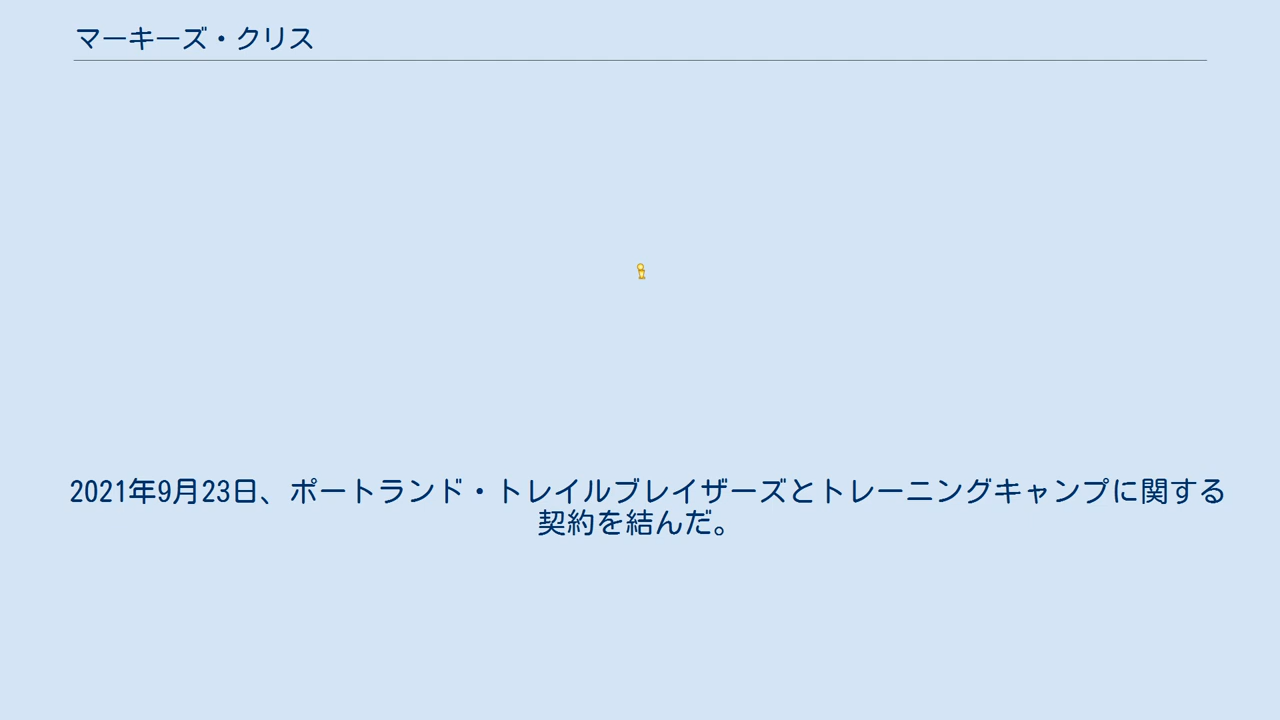 マーキーズ・クリス
2021年9月23日、ポートランド・トレイルブレイザーズとトレーニングキャンプに関する
契約を結んだ。